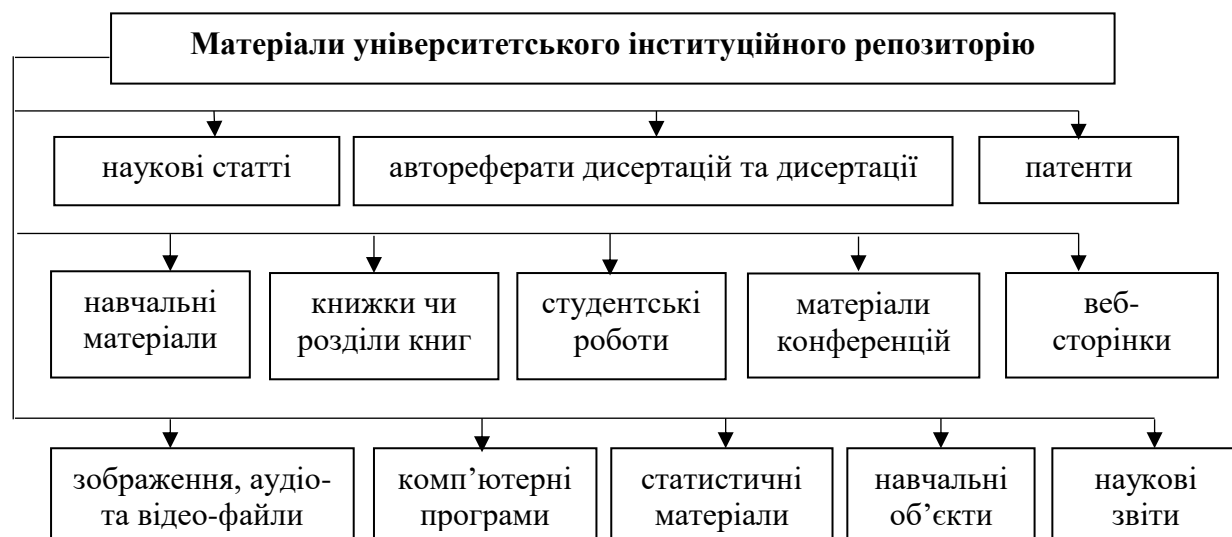 Матеріали університетського інституційного репозиторію
наукові статті
автореферати дисертацій та дисертації
патенти
навчальні
матеріали
книжки чи
розділи книг
студентські
роботи
матеріали
конференцій
веб-
сторінки
зображення, аудіо-
та відео-файли
комп’ютерні
програми
статистичні
матеріали
навчальні
об’єкти
наукові
звіти